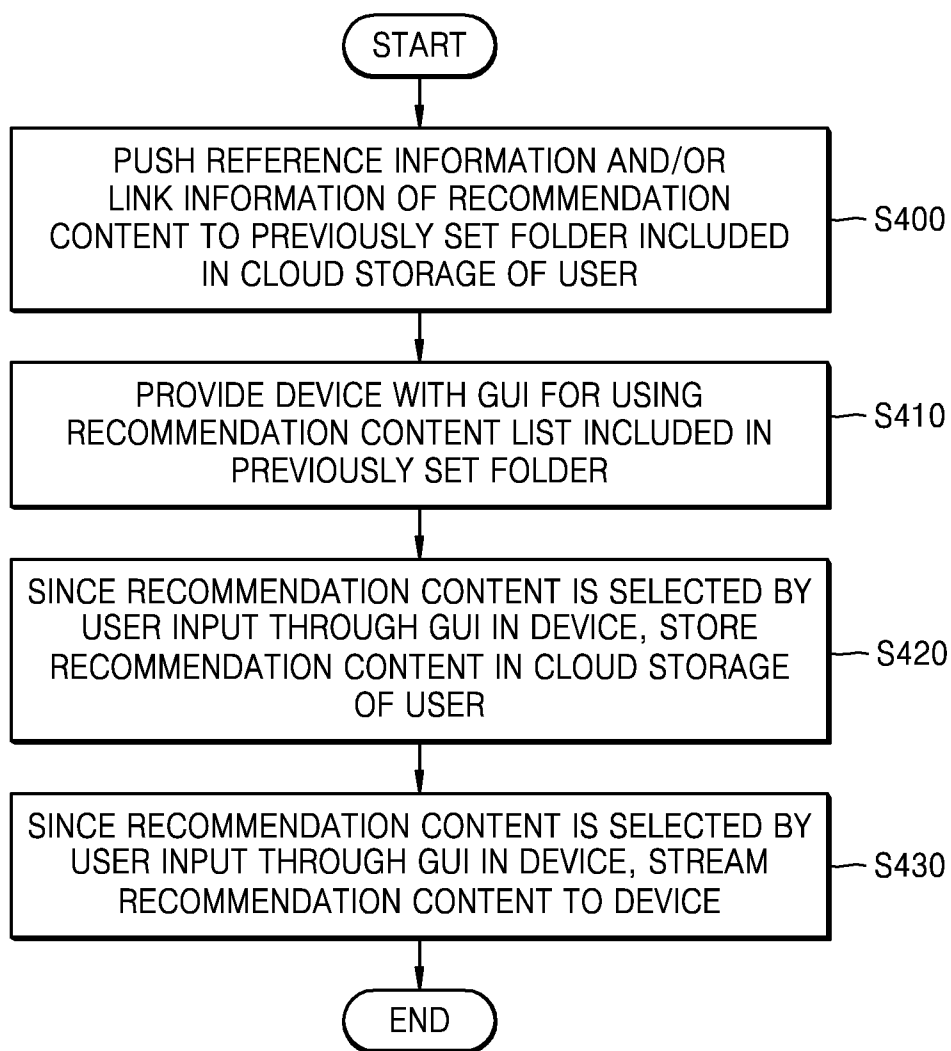 START
PUSH REFERENCE INFORMATION AND/OR
LINK INFORMATION OF RECOMMENDATION
CONTENT TO PREVIOUSLY SET FOLDER INCLUDED
IN CLOUD STORAGE OF USER
S400
PROVIDE DEVICE WITH GUI FOR USING
RECOMMENDATION CONTENT LIST INCLUDED IN
PREVIOUSLY SET FOLDER
S410
SINCE RECOMMENDATION CONTENT IS SELECTED BY
USER INPUT THROUGH GUI IN DEVICE, STORE
RECOMMENDATION CONTENT IN CLOUD STORAGE
OF USER
S420
SINCE RECOMMENDATION CONTENT IS SELECTED BY
USER INPUT THROUGH GUI IN DEVICE, STREAM
RECOMMENDATION CONTENT TO DEVICE
S430
END